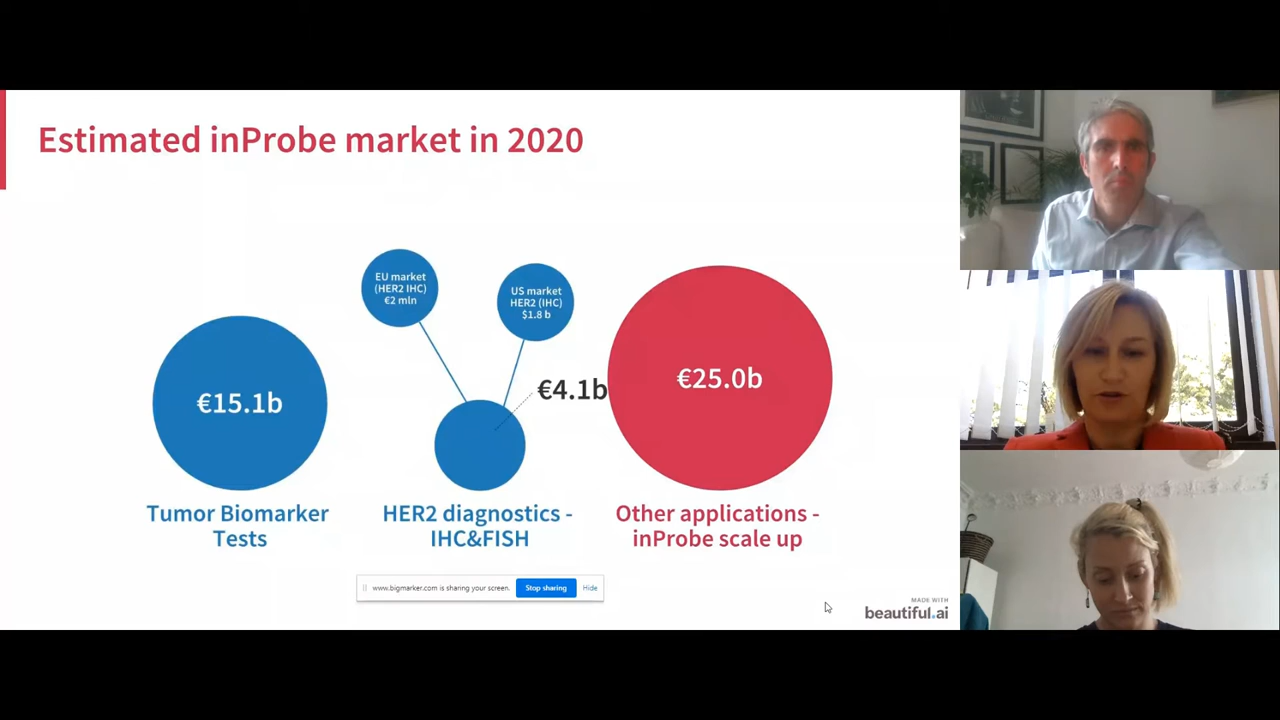 Estimated inProbe market in 2020
EU market
(HER2 IHC)
€2 mln
US market
HER2 (IHC)
$1.8 b
€15.1b
€4.1b
€25.0b
Tumor Biomarker
Tests
HER2 diagnostics -
IHC&FISH
Other applications -
inProbe scale up
www.bigmarker.com is sharing your screen.
Stop sharing
Hide
MADE WITH
beautiful.ai